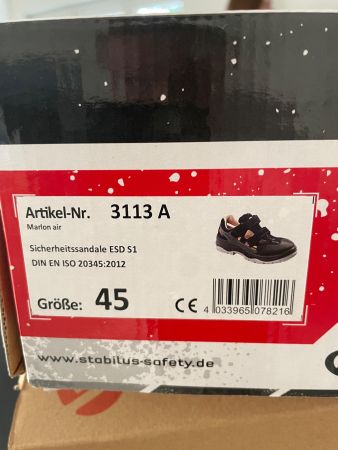 Artikel-Nr. 3113 A
Marlon air
Sicherheitssandale ESD S1
DIN EN ISO 20345:2012
Größe: 45
CE 4 033965 078216
www.stabilus-safety.de